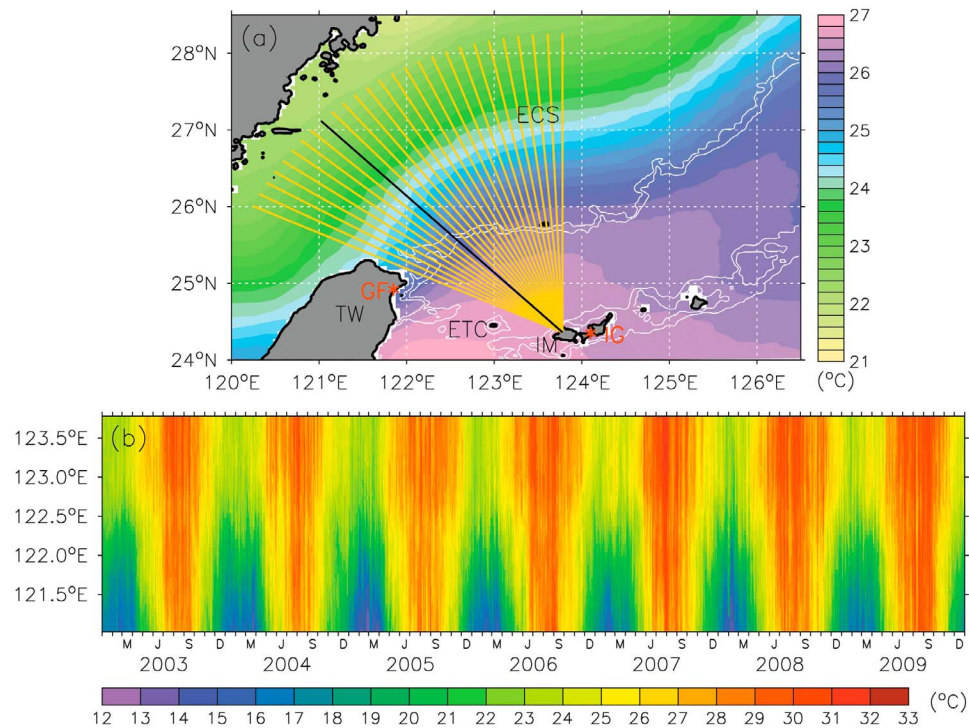 (a)
28°N
27°N
26°N
25°N
24°N
120°E 121°E 122°E 123°E 124°E 125°E 126°E
ECS
GF*
TW
ETC
IM
*IG
27
26
25
24
23
22
21
(°C)
(b)
123.5°E
123.0°E
122.5°E
122.0°E
121.5°E
M J S D M J S D M J S D M J S D M J S D M J S D M J S D
2003 2004 2005 2006 2007 2008 2009
12 13 14 15 16 17 18 19 20 21 22 23 24 25 26 27 28 29 30 31 32 33
(°C)